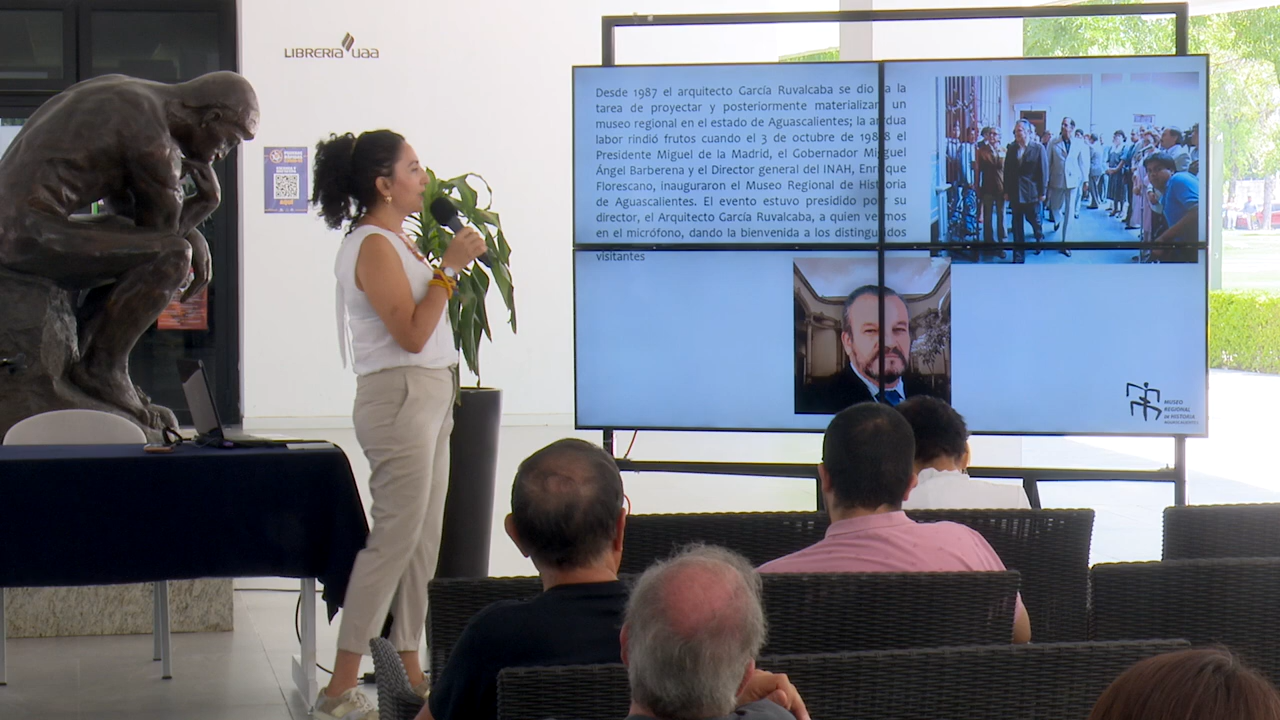 LIBRERIA UAA
Desde 1987 el arquitecto García Ruvalcaba se dio a la
tarea de proyectar y posteriormente materializar un
museo regional en el estado de Aguascalientes; la ardua
labor rindió frutos cuando el 3 de octubre de 1988 el
Presidente Miguel de la Madrid, el Gobernador Miguel
Ángel Barberena y el Director general del INAH, Enrique
Florescano, inauguraron el Museo Regional de Historia
de Aguascalientes. El evento estuvo presidido por su
director, el Arquitecto García Ruvalcaba, a quien vemos
en el micrófono, dando la bienvenida a los distinguidos
visitantes
MUSEO
REGIONAL
DE HISTORIA
AGUASCALIENTES
aquí